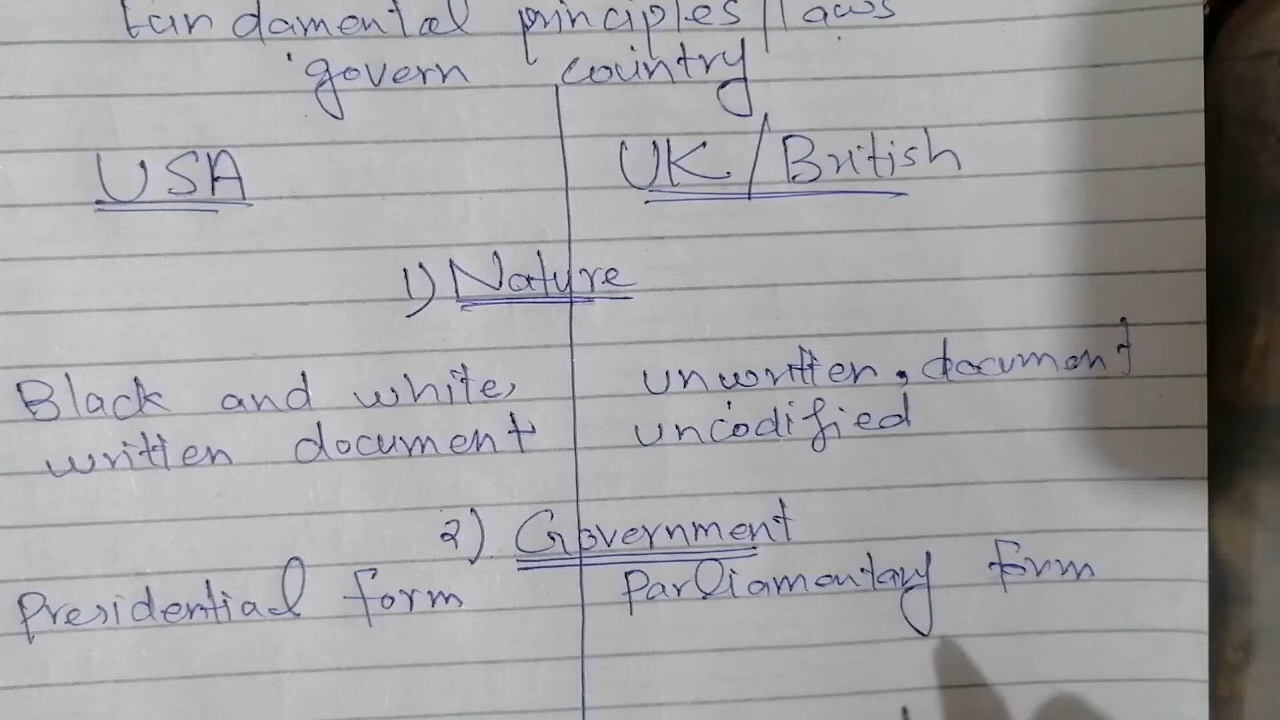 fundamental principles/laws
govern country
USA
UK/British
1) Nature
Black and white,
written document
unwritten, document
uncodified
2) Government
Presidential form
Parliamentary form